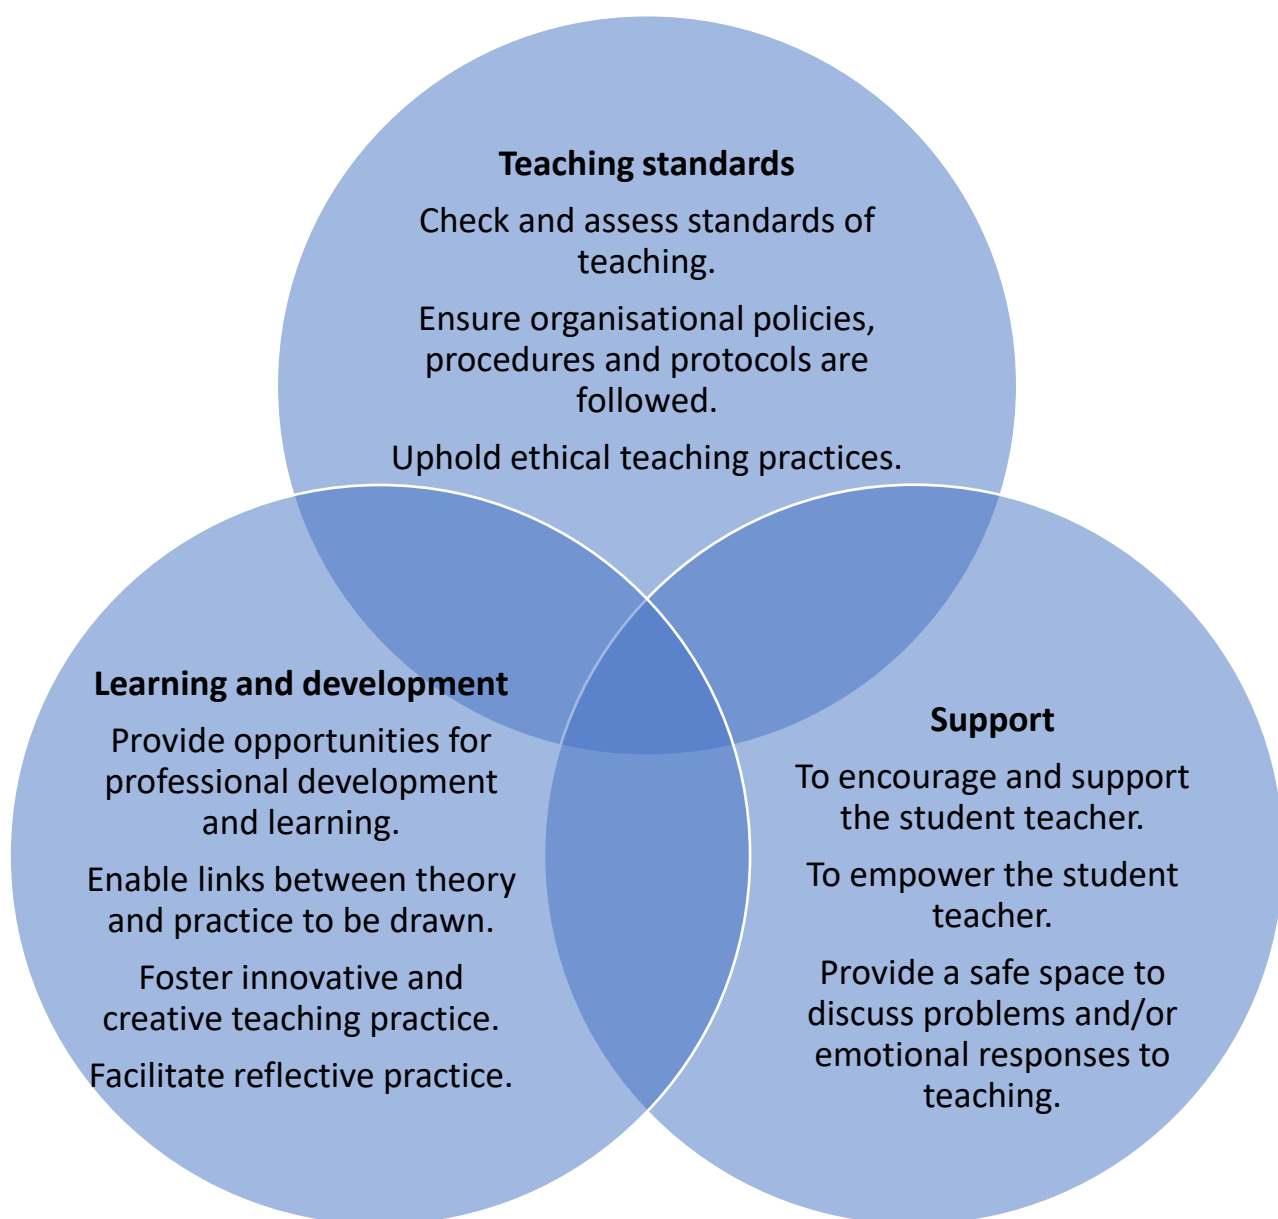 Teaching standards
Check and assess standards of
teaching.
Ensure organisational policies,
procedures and protocols are
followed.
Uphold ethical teaching practices.
Learning and development
Provide opportunities for
professional development
and learning.
Enable links between theory
and practice to be drawn.
Foster innovative and
creative teaching practice.
Facilitate reflective practice.
Support
To encourage and support
the student teacher.
To empower the student
teacher.
Provide a safe space to
discuss problems and/or
emotional responses to
teaching.